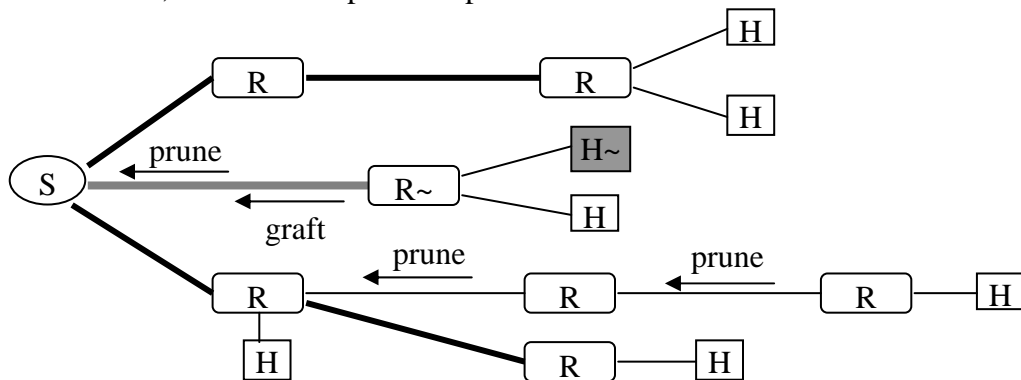 H
R R
H
prune H~
S R~
graft H
prune prune
R R R H
H R H